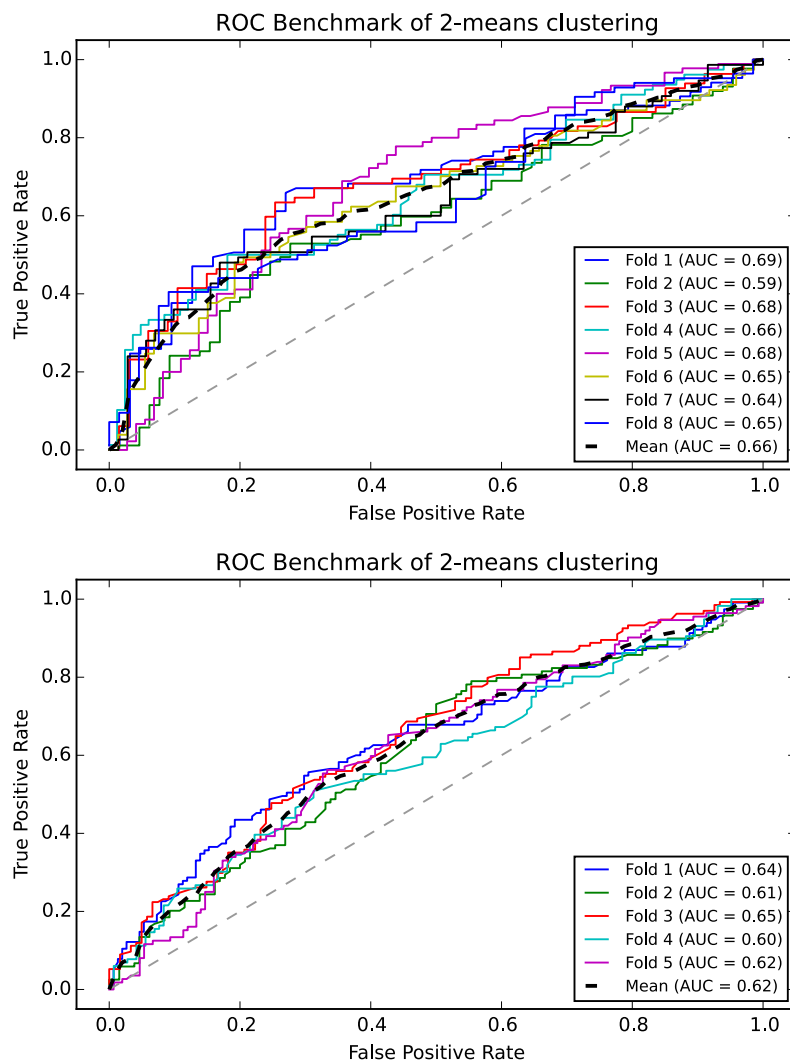 ROC Benchmark of 2-means clustering
1.0
0.8
0.6
0.4
0.2
0.0
True Positive Rate
Fold 1 (AUC = 0.69)
Fold 2 (AUC = 0.59)
Fold 3 (AUC = 0.68)
Fold 4 (AUC = 0.66)
Fold 5 (AUC = 0.68)
Fold 6 (AUC = 0.65)
Fold 7 (AUC = 0.64)
Fold 8 (AUC = 0.65)
Mean (AUC = 0.66)
0.0 0.2 0.4 0.6 0.8 1.0
False Positive Rate
ROC Benchmark of 2-means clustering
1.0
0.8
0.6
0.4
0.2
0.0
True Positive Rate
Fold 1 (AUC = 0.64)
Fold 2 (AUC = 0.61)
Fold 3 (AUC = 0.65)
Fold 4 (AUC = 0.60)
Fold 5 (AUC = 0.62)
Mean (AUC = 0.62)
0.0 0.2 0.4 0.6 0.8 1.0
False Positive Rate